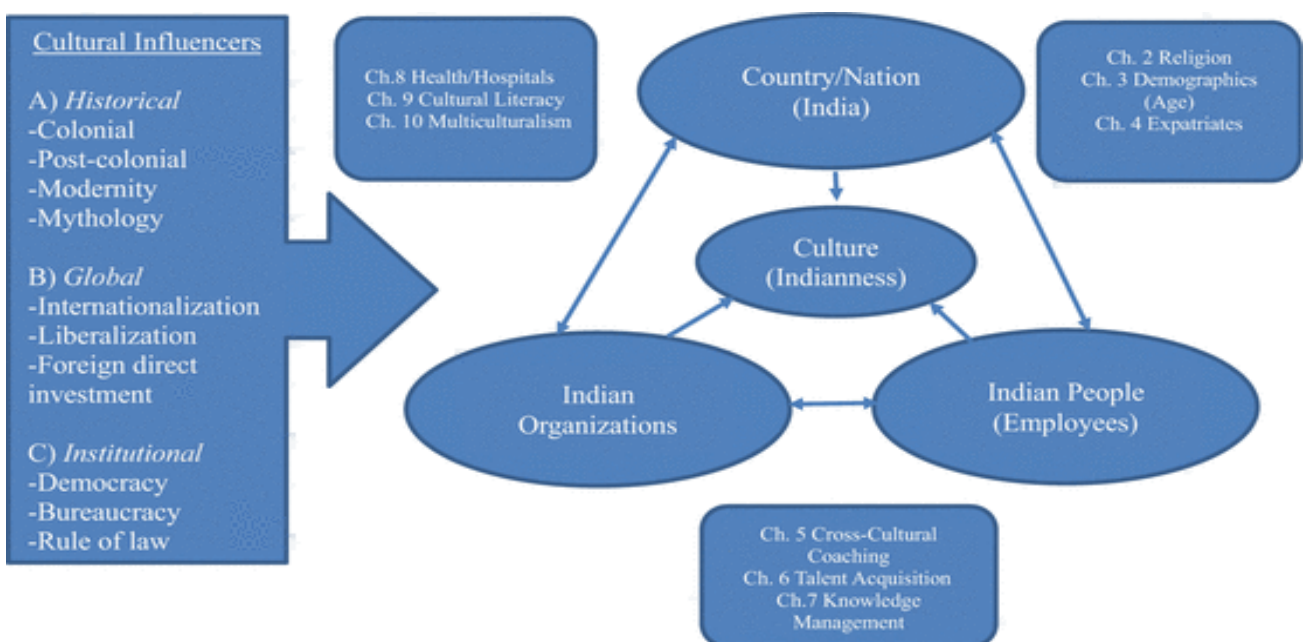 Cultural Influencers
A) Historical
-Colonial
-Post-colonial
-Modernity
-Mythology
B) Global
-Internationalization
-Liberalization
-Foreign direct
investment
C) Institutional
-Democracy
-Bureaucracy
-Rule of law
Ch.8 Health/Hospitals
Ch. 9 Cultural Literacy
Ch. 10 Multiculturalism
Country/Nation
(India)
Ch. 2 Religion
Ch. 3 Demographics
(Age)
Ch. 4 Expatriates
Culture
(Indianness)
Indian
Organizations
Indian People
(Employees)
Ch. 5 Cross-Cultural
Coaching
Ch. 6 Talent Acquisition
Ch.7 Knowledge
Management